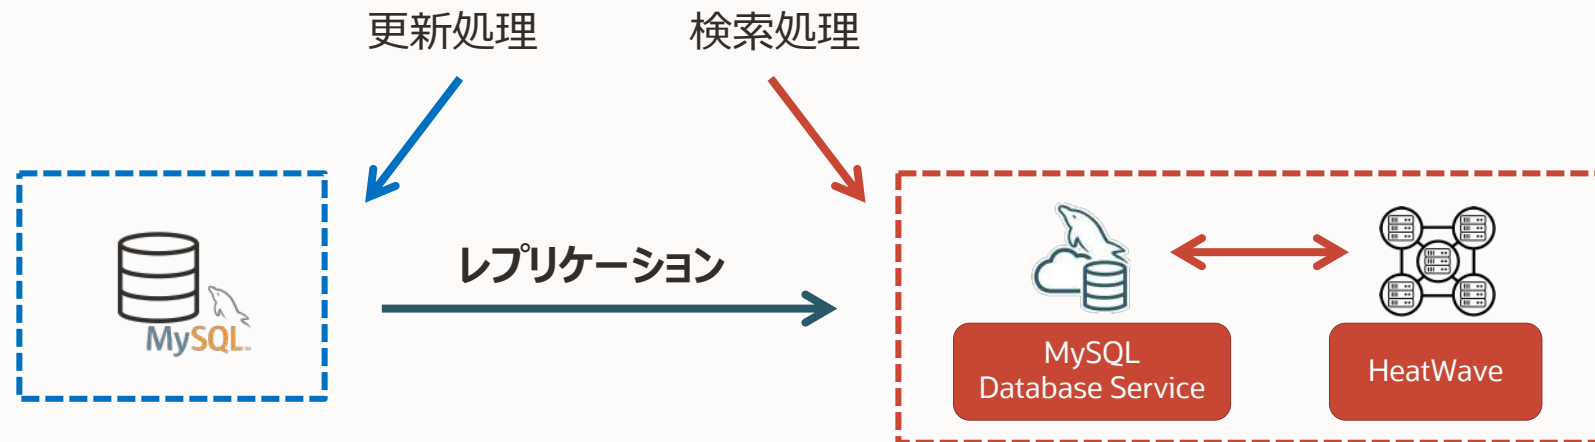 更新処理
検索処理
レプリケーション
MySQL
MySQL
Database Service
HeatWave